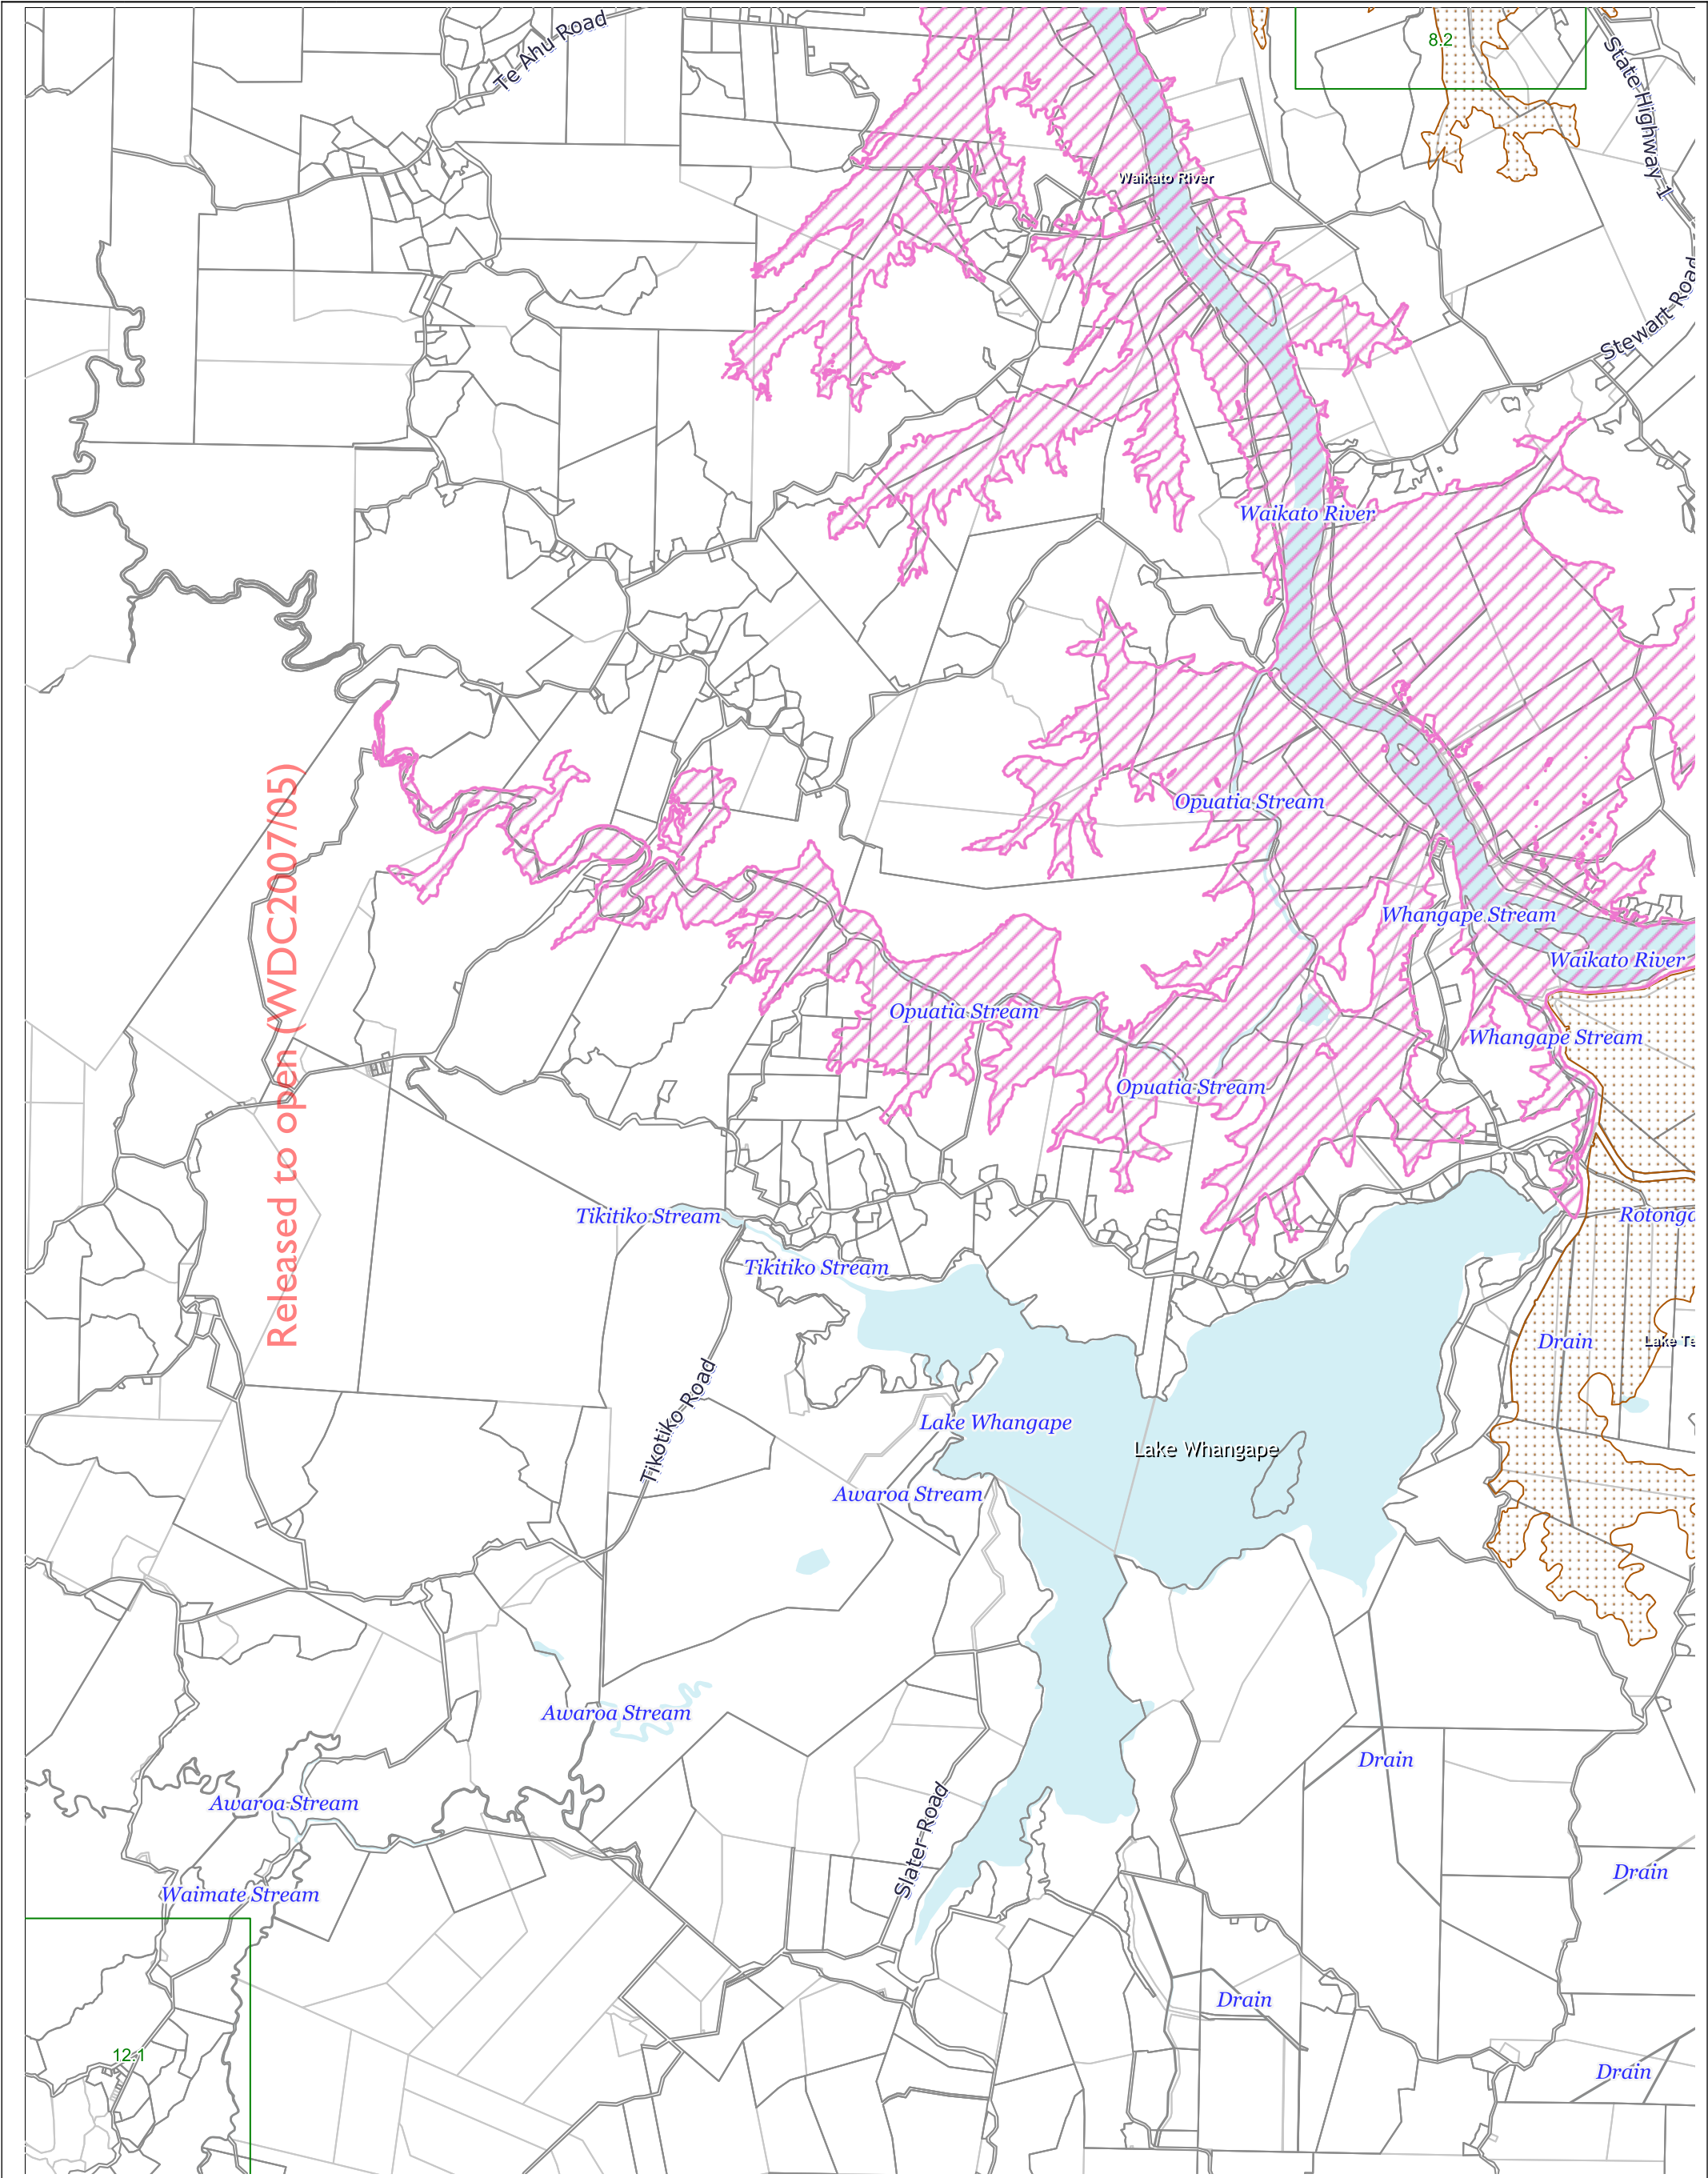 Te Ahu Road
8.2
State Highway 1
Waikato River
Stewart Road
Waikato River
Opuatia Stream
Whangape Stream
Waikato River
Opuatia Stream
Whangape Stream
Opuatia Stream
Released to open (WDC2007/05)
Tikitiko Stream
Rotonga
Tikitiko Stream
Drain
Lake Te
Tikotiko Road
Lake Whangape
Lake Whangape
Awaroa Stream
Awaroa Stream
Drain
Awaroa Stream
Slater Road
Drain
Waimate Stream
Drain
12.1
Drain